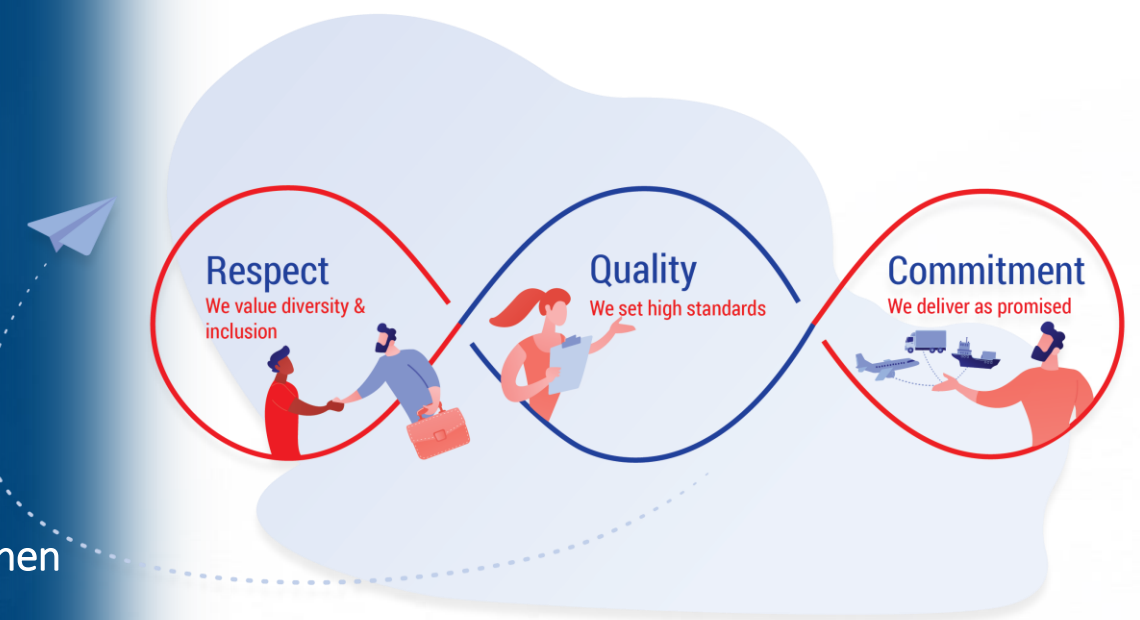 Respect
We value diversity &
inclusion
Quality
We set high standards
Commitment
We deliver as promised